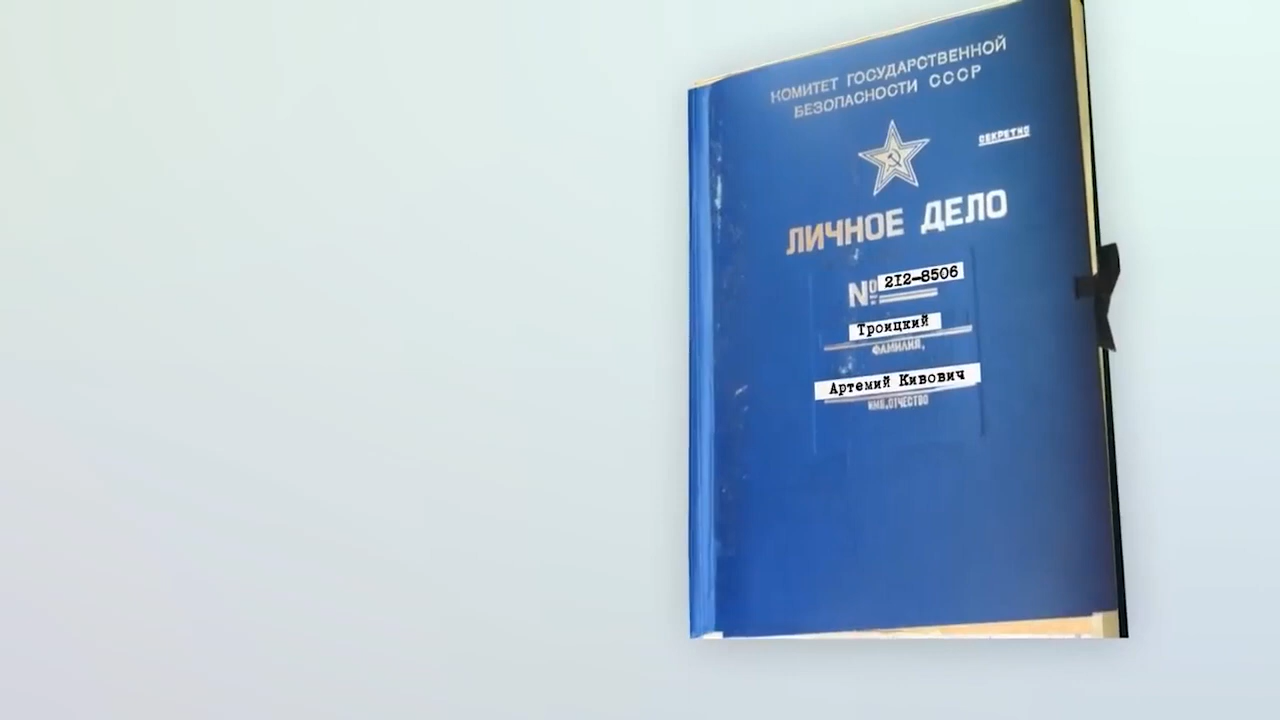 КОМИТЕТ ГОСУДАРСТВЕННОЙ
БЕЗОПАСНОСТИ СССР
СЕКРЕТНО
ЛИЧНОЕ ДЕЛО
№ 212-8506
Троицкий
ФАМИЛИЯ,
Артемий Кивович
ИМЯ,ОТЧЕСТВО